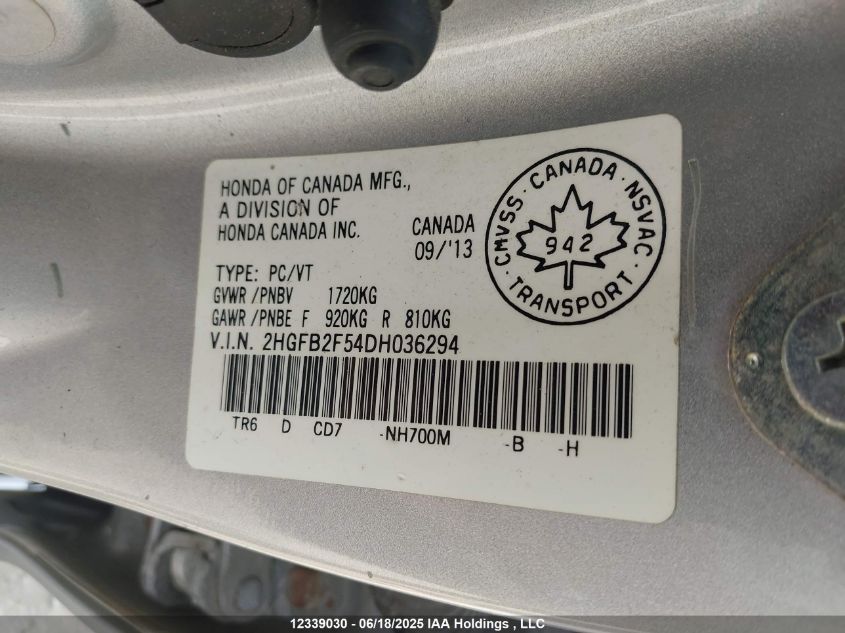 HONDA OF CANADA MFG.,
A DIVISION OF
HONDA CANADA INC.
CANADA
09/'13
TYPE: PC/VT
GVWR/PNBV 1720KG
GAWR/PNBE F 920KG R 810KG
V.I.N. 2HGFB2F54DH036294
TR6 D CD7 -NH700M -B -H
CMVSS · CANADA · NSVAC
942
· TRANSPORT ·
12339030 - 06/18/2025 IAA Holdings , LLC